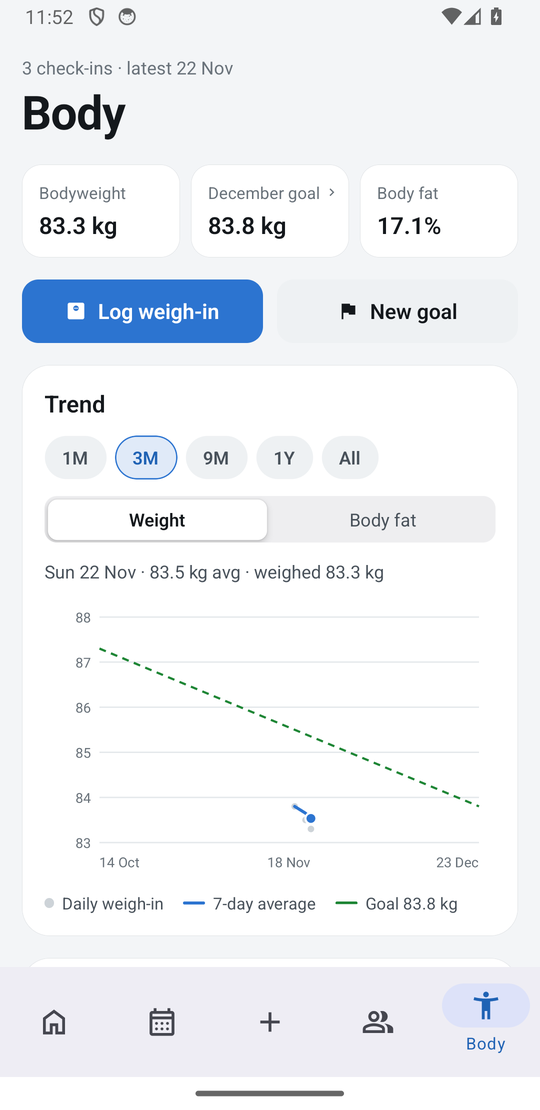 11:52
3 check-ins · latest 22 Nov
Body
Bodyweight
83.3 kg
December goal
83.8 kg
Body fat
17.1%
Log weigh-in
New goal
Trend
1M
3M
9M
1Y
All
Weight
Body fat
Sun 22 Nov · 83.5 kg avg · weighed 83.3 kg
88
87
86
85
84
83
14 Oct
18 Nov
23 Dec
Daily weigh-in
7-day average
Goal 83.8 kg
Body